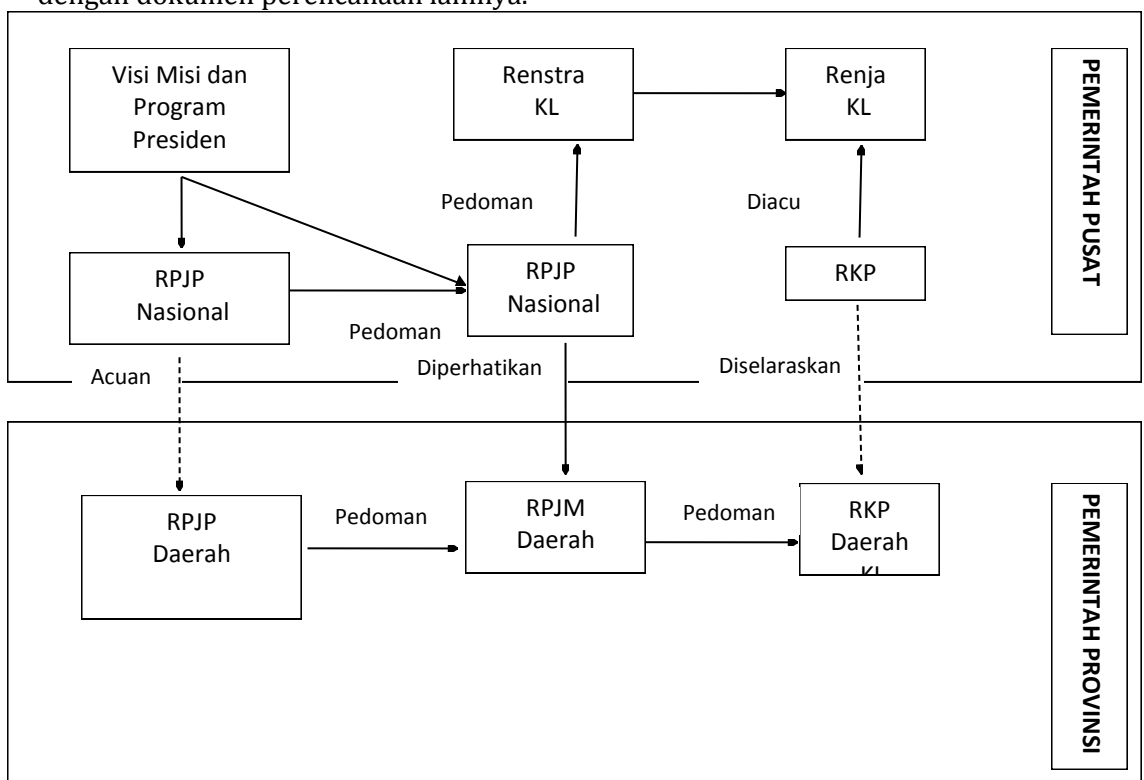 dengan dokumen perencanaan lainnya.
Visi Misi dan
Program
Presiden
Renstra
KL
Renja
KL
PEMERINTAH PUSAT
Pedoman
Diacu
RPJP
Nasional
RPJP
Nasional
RKP
Pedoman
Acuan
Diperhatikan
Diselaraskan
RPJP
Daerah
Pedoman
RPJM
Daerah
Pedoman
RKP
Daerah
KL
PEMERINTAH PROVINSI